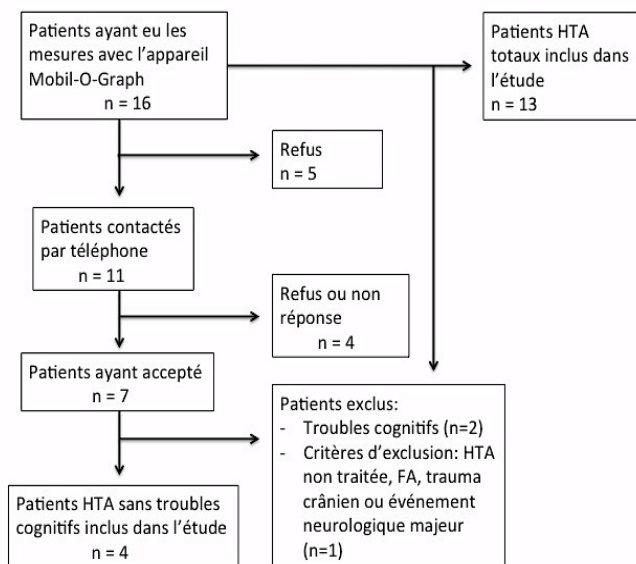 Patients ayant eu les
mesures avec l'appareil
Mobil-O-Graph
n = 16
Patients HTA
totaux inclus dans
l'étude
n = 13
Refus
n = 5
Patients contactés
par téléphone
n = 11
Refus ou non
réponse
n = 4
Patients ayant accepté
n = 7
Patients exclus:
- Troubles cognitifs (n=2)
- Critères d'exclusion: HTA
non traitée, FA, trauma
crânien ou événement
neurologique majeur
(n=1)
Patients HTA sans troubles
cognitifs inclus dans l'étude
n = 4